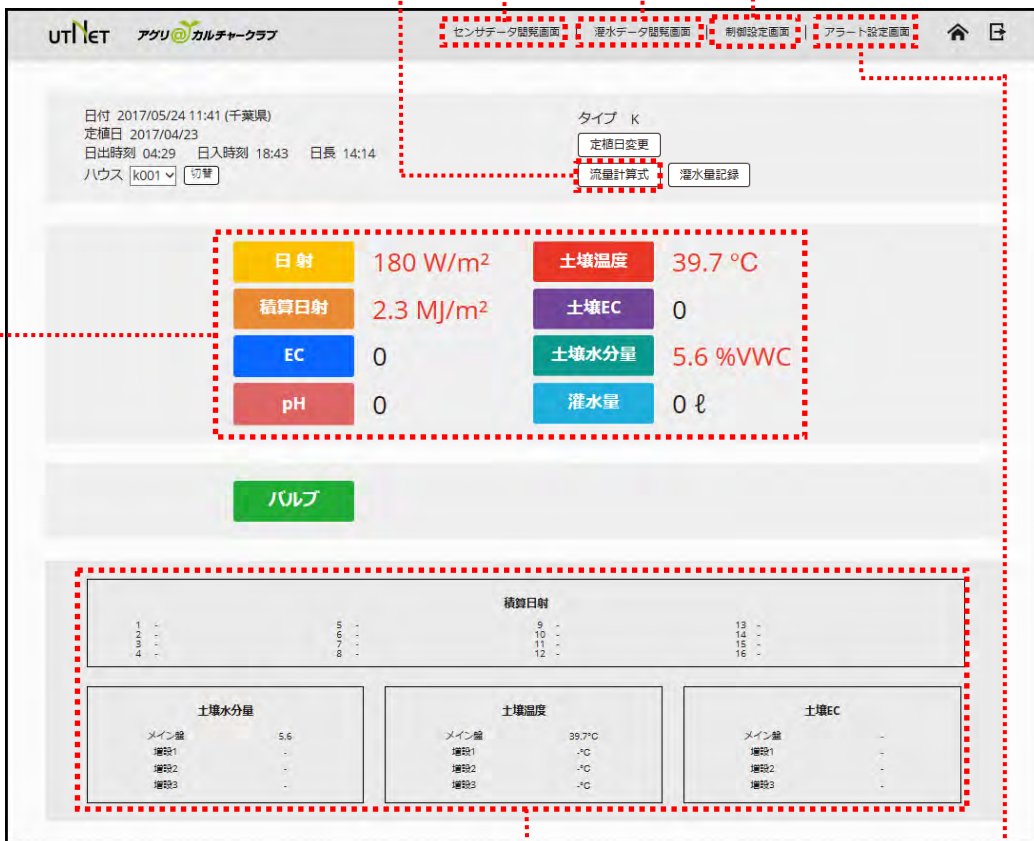 UTNET アグリ@カルチャークラブ センサデータ閲覧画面 | 灌水データ閲覧画面 | 制御設定画面 | アラート設定画面
日付 2017/05/24 11:41 (千葉県)
定植日 2017/04/23
日出時刻 04:29 日入時刻 18:43 日長 14:14
ハウス k001 切替
タイプ K
定植日変更
流量計算式 灌水量記録
日射 180 W/m² 土壌温度 39.7 °C
積算日射 2.3 MJ/m² 土壌EC 0
EC 0 土壌水分量 5.6 %VWC
pH 0 灌水量 0 ℓ
バルブ
積算日射
1 - 5 - 9 - 13 -
2 - 6 - 10 - 14 -
3 - 7 - 11 - 15 -
4 - 8 - 12 - 16 -
土壌水分量
メイン盤 5.6
増設1 -
増設2 -
増設3 -
土壌温度
メイン盤 39.7°C
増設1 -°C
増設2 -°C
増設3 -°C
土壌EC
メイン盤 -
増設1 -
増設2 -
増設3 -